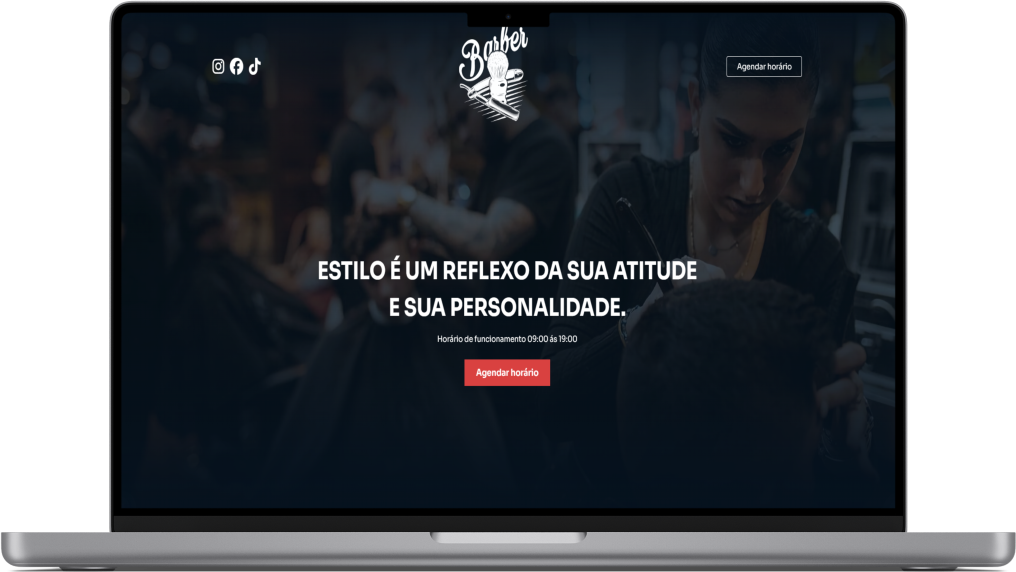 Barber
Agendar horário
ESTILO É UM REFLEXO DA SUA ATITUDE
E SUA PERSONALIDADE.
Horário de funcionamento 09:00 ás 19:00
Agendar horário